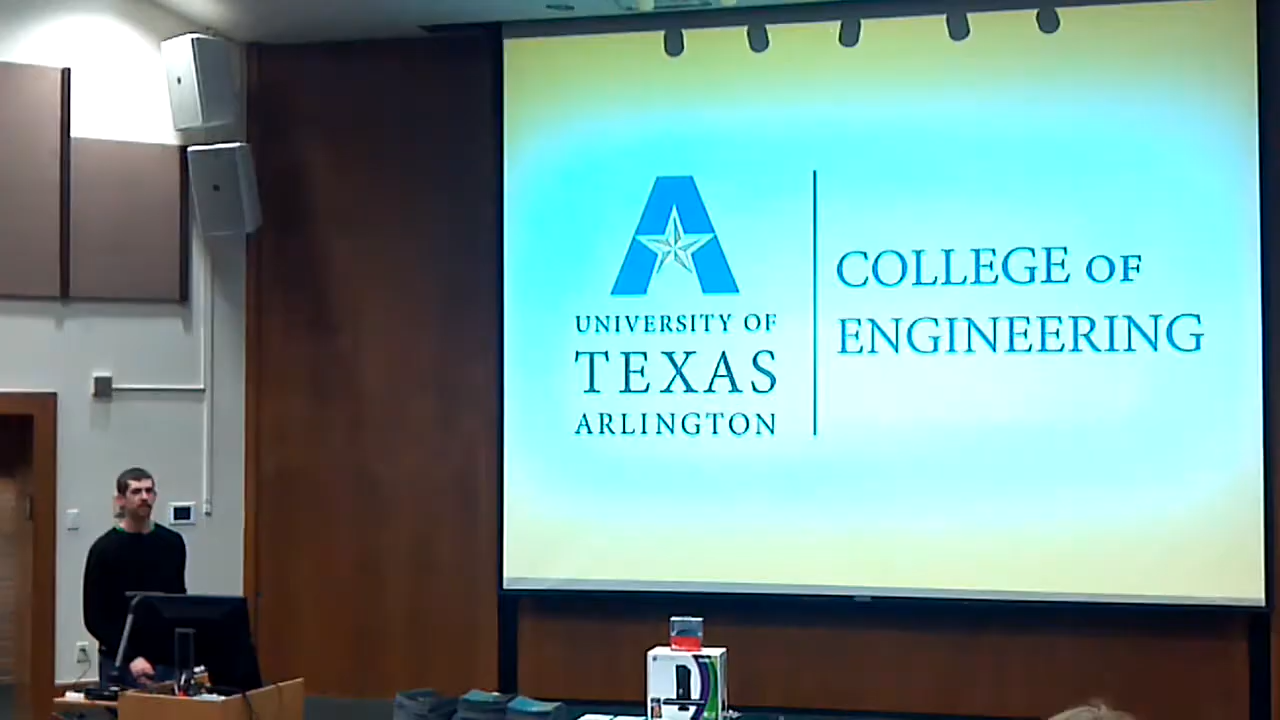 UNIVERSITY OF
TEXAS
ARLINGTON
COLLEGE OF
ENGINEERING